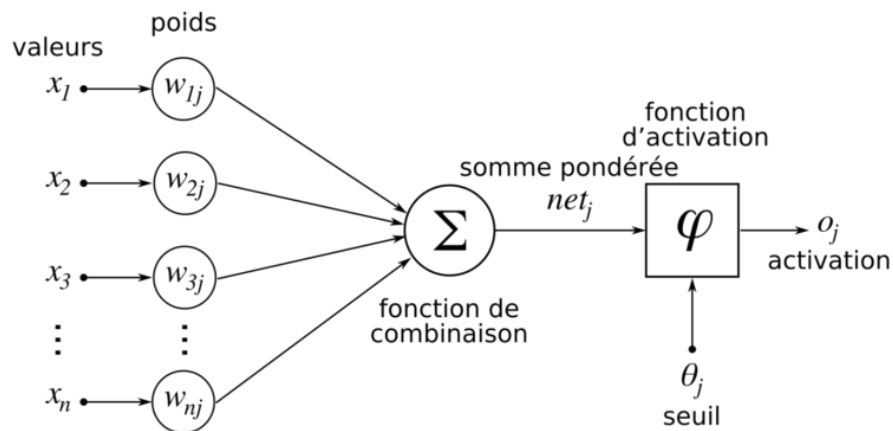 valeurs
poids
x₁
w₁ⱼ
x₂
w₂ⱼ
x₃
w₃ⱼ
⋮
⋮
xₙ
wₙⱼ
Σ
fonction de
combinaison
somme pondérée
netⱼ
fonction
d'activation
φ
oⱼ
activation
θⱼ
seuil